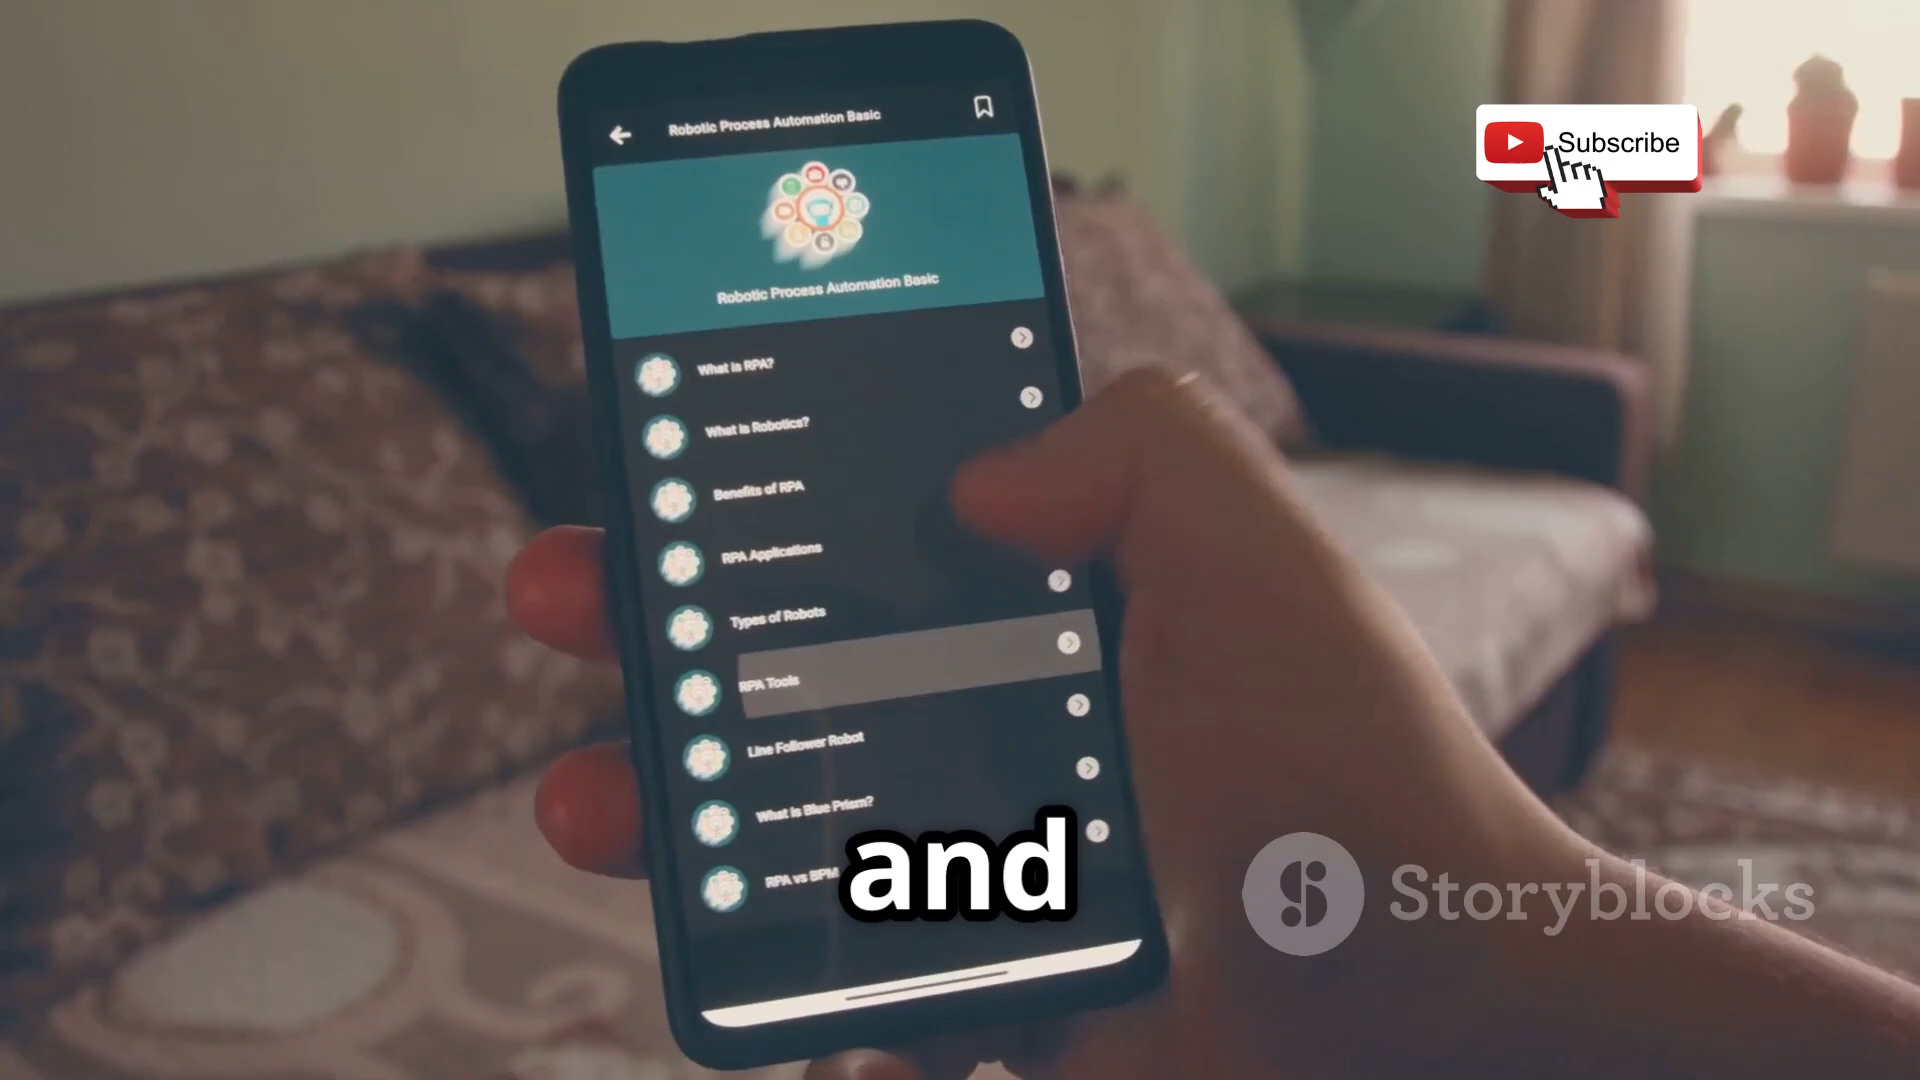 Robotic Process Automation Basic
Subscribe
Robotic Process Automation Basic
What is RPA?
What is Robotics?
Benefits of RPA
RPA Applications
Types of Robots
RPA Tools
Line Follower Robot
What is Blue Prism?
RPA vs BPM
and
Storyblocks